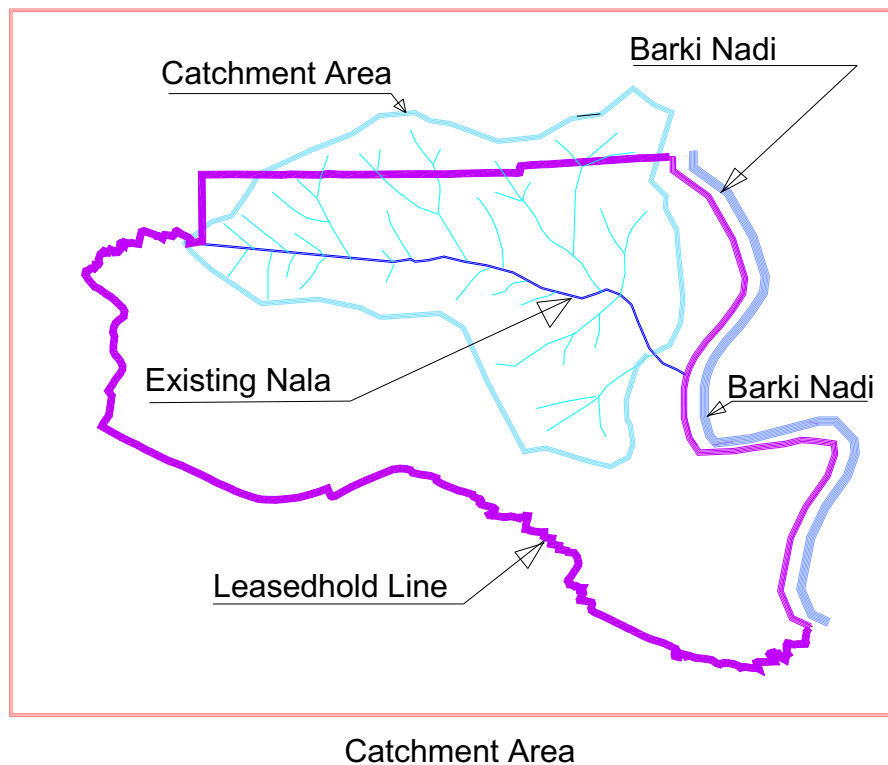 Barki Nadi
Catchment Area
Existing Nala
Barki Nadi
Leasedhold Line
Catchment Area